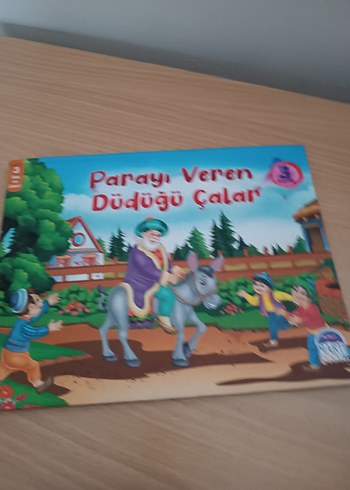 Parayı Veren
Düdüğü Çalar
3